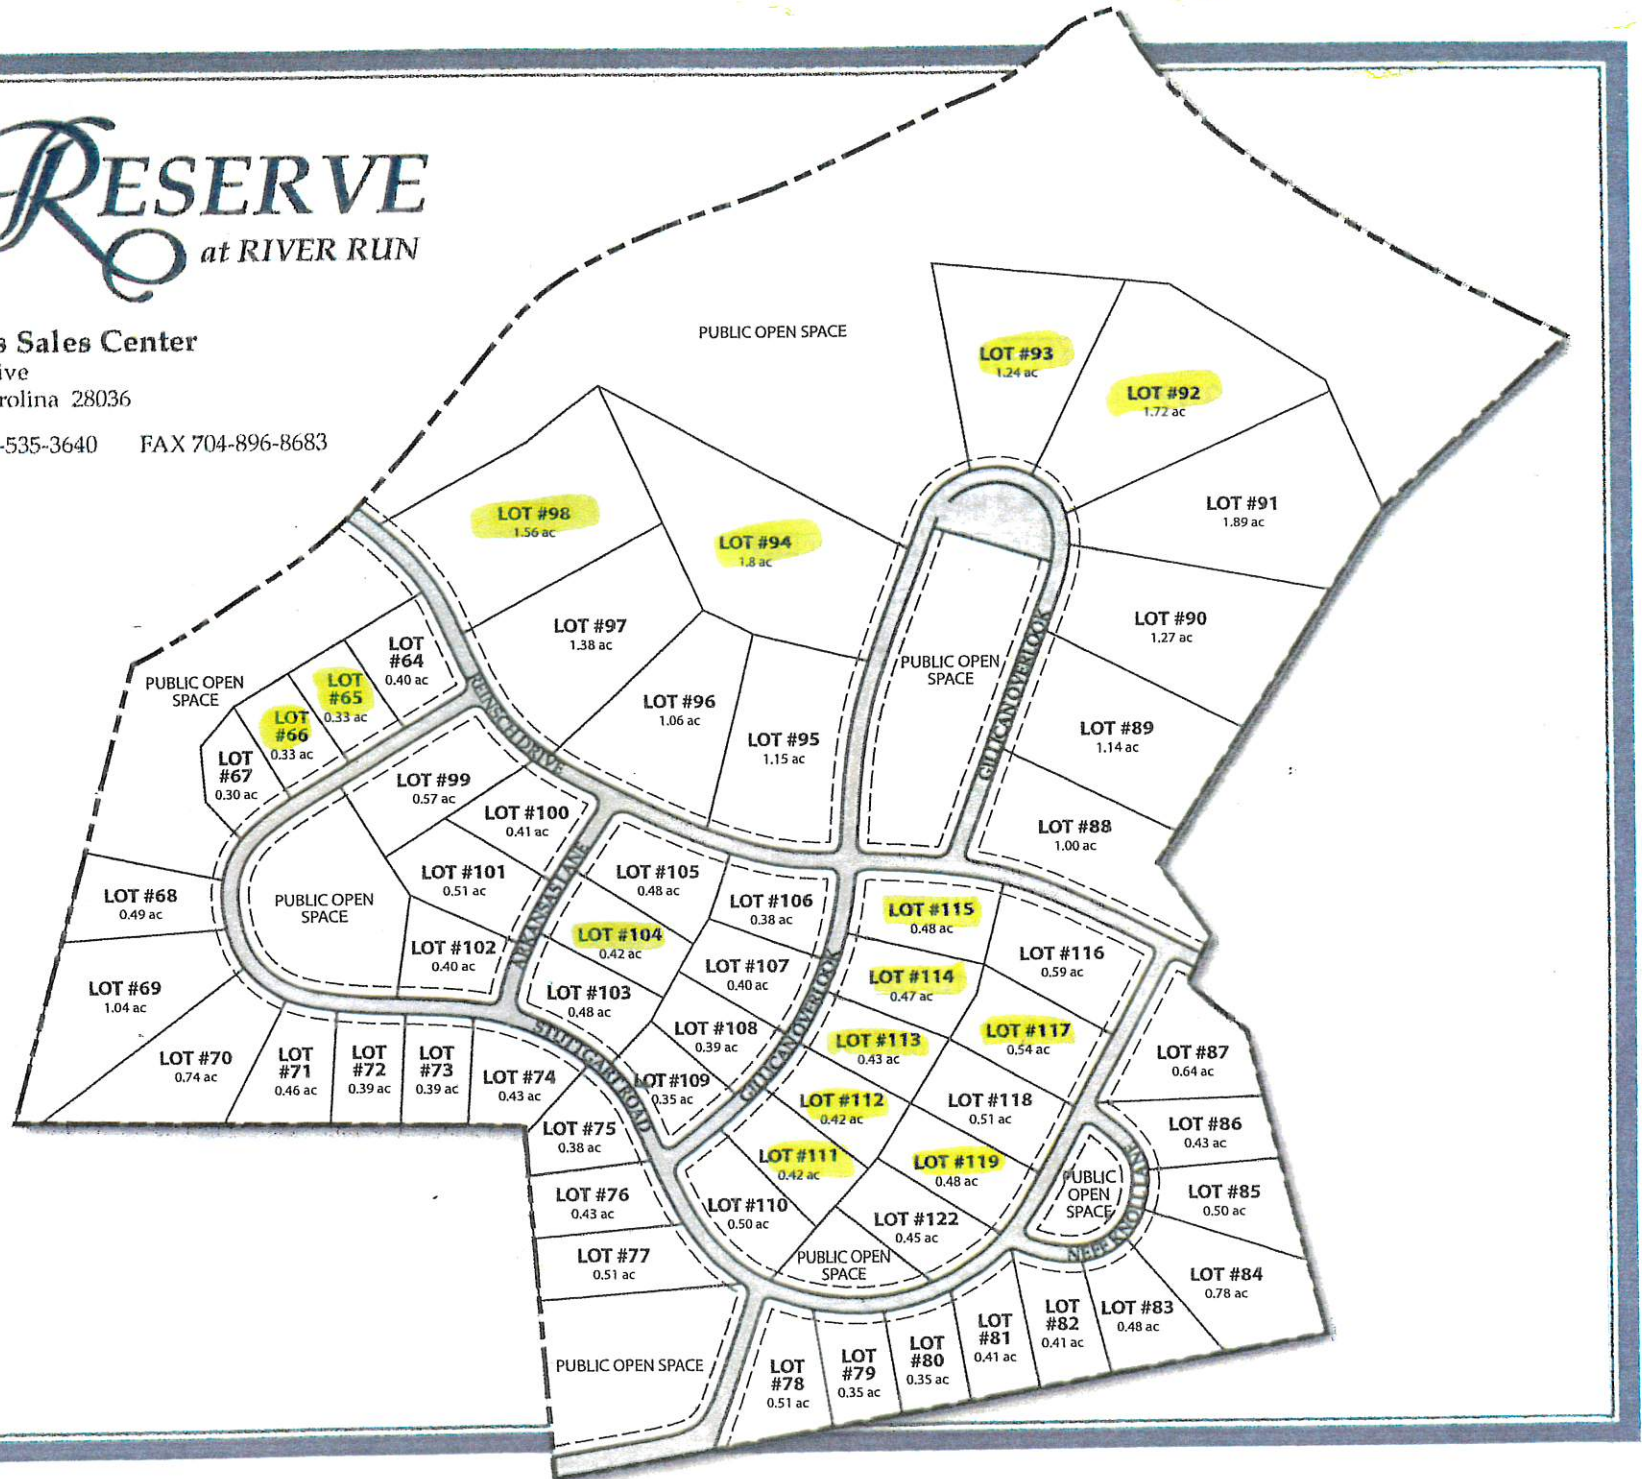 RESERVE
at RIVER RUN
s Sales Center
ive
rolina 28036
-535-3640 FAX 704-896-8683
PUBLIC OPEN SPACE
LOT #93
1.24 ac
LOT #92
1.72 ac
LOT #91
1.89 ac
LOT #98
1.56 ac
LOT #94
1.8 ac
LOT #97
1.38 ac
LOT #90
1.27 ac
LOT
#64
0.40 ac
PUBLIC OPEN
SPACE
LOT
#65
0.33 ac
LOT
#66
0.33 ac
LOT
#67
0.30 ac
REINSCH DRIVE
LOT #96
1.06 ac
LOT #95
1.15 ac
PUBLIC OPEN
SPACE
GILLICAN OVERLOOK
LOT #89
1.14 ac
LOT #88
1.00 ac
LOT #99
0.57 ac
LOT #100
0.41 ac
LOT #101
0.51 ac
LOT #102
0.40 ac
PUBLIC OPEN
SPACE
ARKANSAS LANE
LOT #68
0.49 ac
LOT #69
1.04 ac
LOT #70
0.74 ac
LOT
#71
0.46 ac
LOT
#72
0.39 ac
LOT
#73
0.39 ac
LOT #74
0.43 ac
LOT #105
0.48 ac
LOT #106
0.38 ac
LOT #104
0.42 ac
LOT #107
0.40 ac
LOT #103
0.48 ac
LOT #108
0.39 ac
LOT #109
0.35 ac
STUTTGART ROAD
GILLICAN OVERLOOK
LOT #115
0.48 ac
LOT #116
0.59 ac
LOT #114
0.47 ac
LOT #113
0.43 ac
LOT #117
0.54 ac
LOT #112
0.42 ac
LOT #118
0.51 ac
LOT #111
0.42 ac
LOT #119
0.48 ac
LOT #110
0.50 ac
LOT #122
0.45 ac
PUBLIC OPEN
SPACE
LOT #87
0.64 ac
LOT #86
0.43 ac
LOT #85
0.50 ac
LOT #84
0.78 ac
PUBLIC
OPEN
SPACE
NEFF KNOLL LANE
LOT #75
0.38 ac
LOT #76
0.43 ac
LOT #77
0.51 ac
PUBLIC OPEN SPACE
LOT
#78
0.51 ac
LOT
#79
0.35 ac
LOT
#80
0.35 ac
LOT
#81
0.41 ac
LOT
#82
0.41 ac
LOT #83
0.48 ac